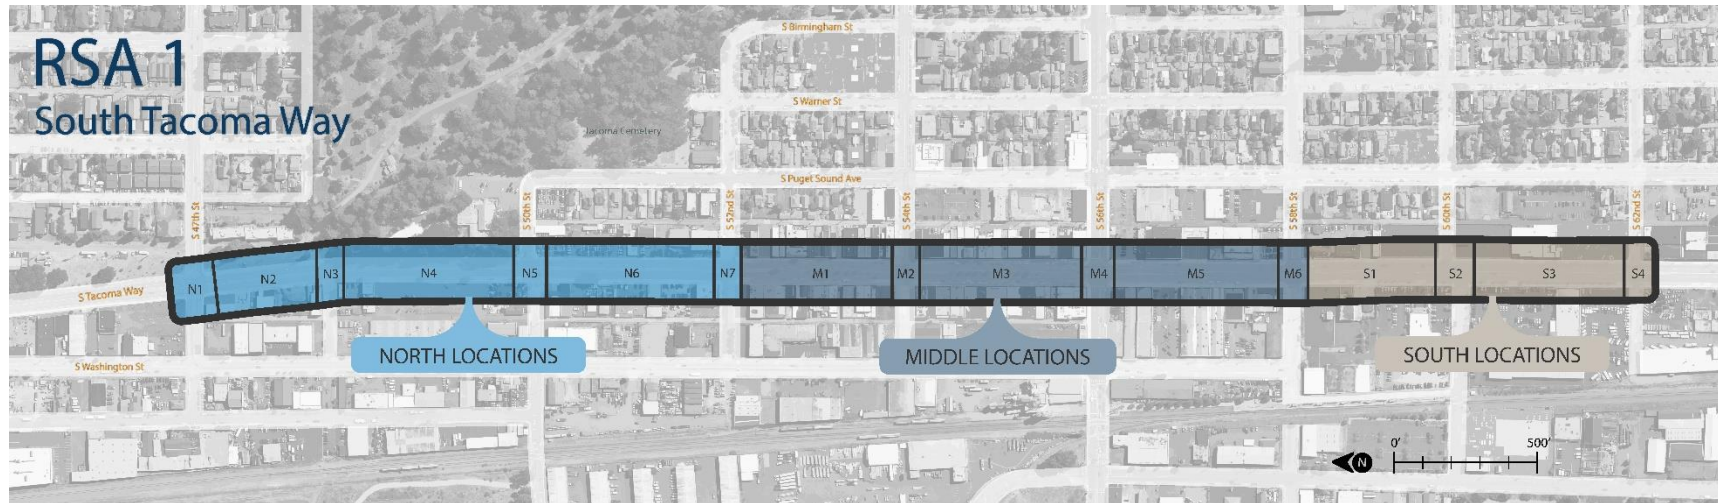 RSA 1
South Tacoma Way
S Birmingham St
S Warner St
Tacoma Cemetery
S Puget Sound Ave
S 47th St
S 50th St
S 52nd St
S 54th St
S 56th St
S 58th St
S 60th St
S 62nd St
S Tacoma Way
N1 N2 N3 N4 N5 N6 N7 M1 M2 M3 M4 M5 M6 S1 S2 S3 S4
NORTH LOCATIONS
MIDDLE LOCATIONS
SOUTH LOCATIONS
S Washington St
N
0' 500'